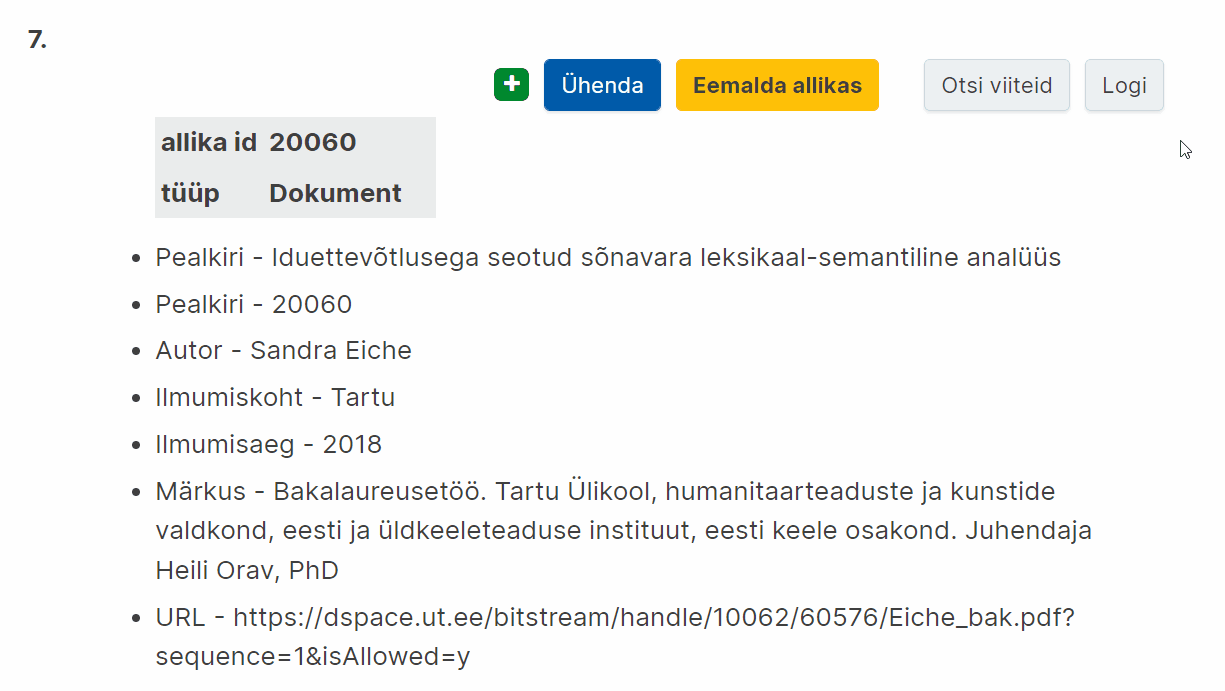 7.
+ Ühenda Eemalda allikas Otsi viiteid Logi
allika id 20060
tüüp Dokument
• Pealkiri - Iduettevõtlusega seotud sõnavara leksikaal-semantiline analüüs
• Pealkiri - 20060
• Autor - Sandra Eiche
• Ilmumiskoht - Tartu
• Ilmumisaeg - 2018
• Märkus - Bakalaureusetöö. Tartu Ülikool, humanitaarteaduste ja kunstide
valdkond, eesti ja üldkeeleteaduse instituut, eesti keele osakond. Juhendaja
Heili Orav, PhD
• URL - https://dspace.ut.ee/bitstream/handle/10062/60576/Eiche_bak.pdf?
sequence=1&isAllowed=y